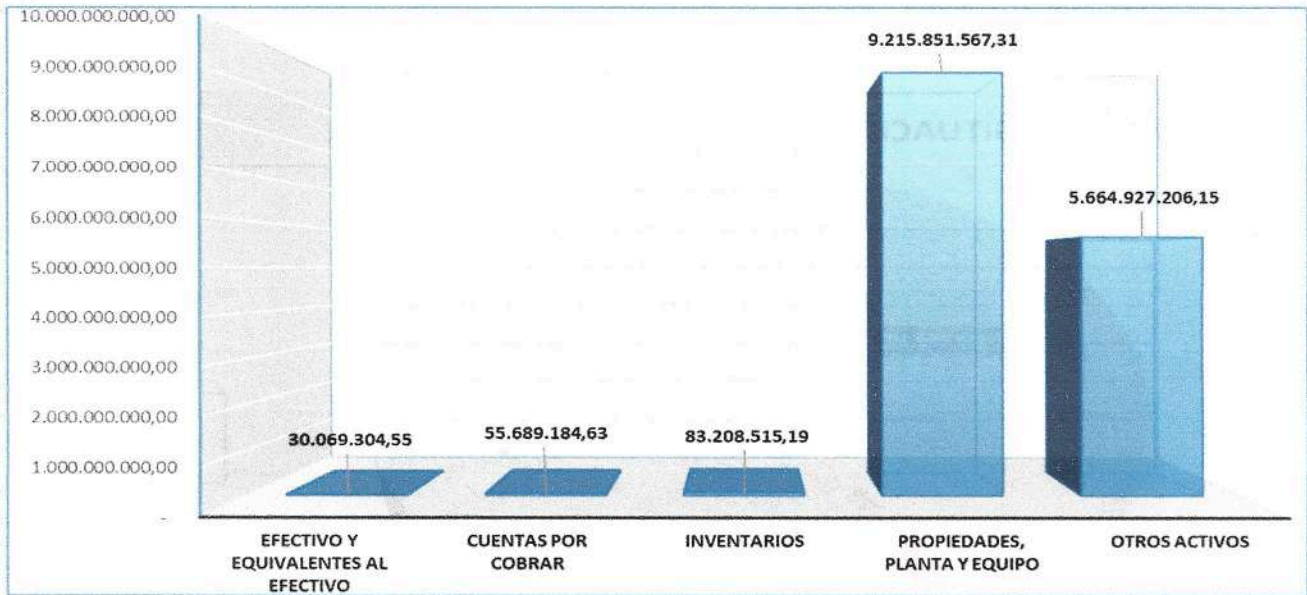 10.000.000.000,00
9.000.000.000,00
8.000.000.000,00
7.000.000.000,00
6.000.000.000,00
5.000.000.000,00
4.000.000.000,00
3.000.000.000,00
2.000.000.000,00
1.000.000.000,00
-
30.069.304,55
55.689.184,63
83.208.515,19
9.215.851.567,31
5.664.927.206,15
EFECTIVO Y
EQUIVALENTES AL
EFECTIVO
CUENTAS POR
COBRAR
INVENTARIOS
PROPIEDADES,
PLANTA Y EQUIPO
OTROS ACTIVOS